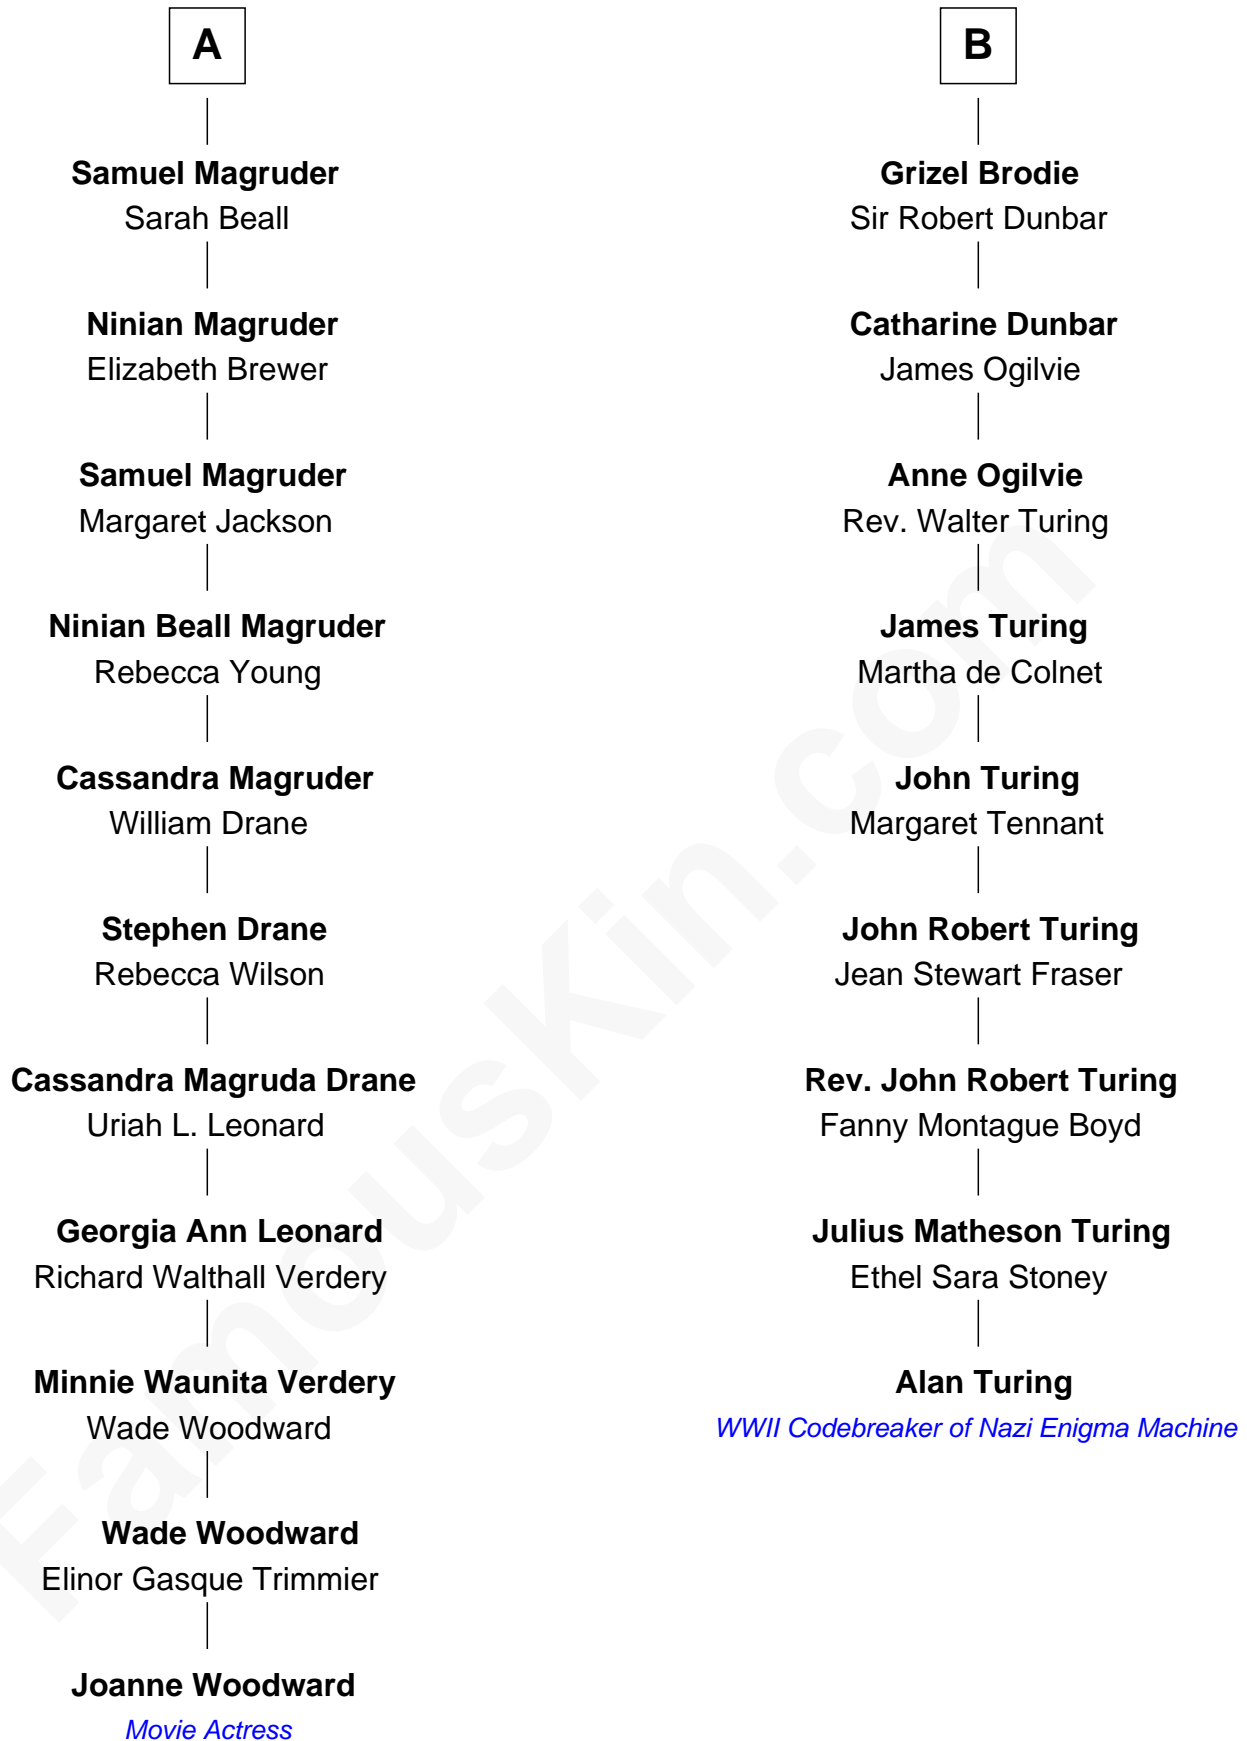 A
Samuel Magruder
Sarah Beall
Ninian Magruder
Elizabeth Brewer
Samuel Magruder
Margaret Jackson
Ninian Beall Magruder
Rebecca Young
Cassandra Magruder
William Drane
Stephen Drane
Rebecca Wilson
Cassandra Magruda Drane
Uriah L. Leonard
Georgia Ann Leonard
Richard Walthall Verdery
Minnie Waunita Verdery
Wade Woodward
Wade Woodward
Elinor Gasque Trimmier
Joanne Woodward
Movie Actress
B
Grizel Brodie
Sir Robert Dunbar
Catharine Dunbar
James Ogilvie
Anne Ogilvie
Rev. Walter Turing
James Turing
Martha de Colnet
John Turing
Margaret Tennant
John Robert Turing
Jean Stewart Fraser
Rev. John Robert Turing
Fanny Montague Boyd
Julius Matheson Turing
Ethel Sara Stoney
Alan Turing
WWII Codebreaker of Nazi Enigma Machine
FamousKin.com